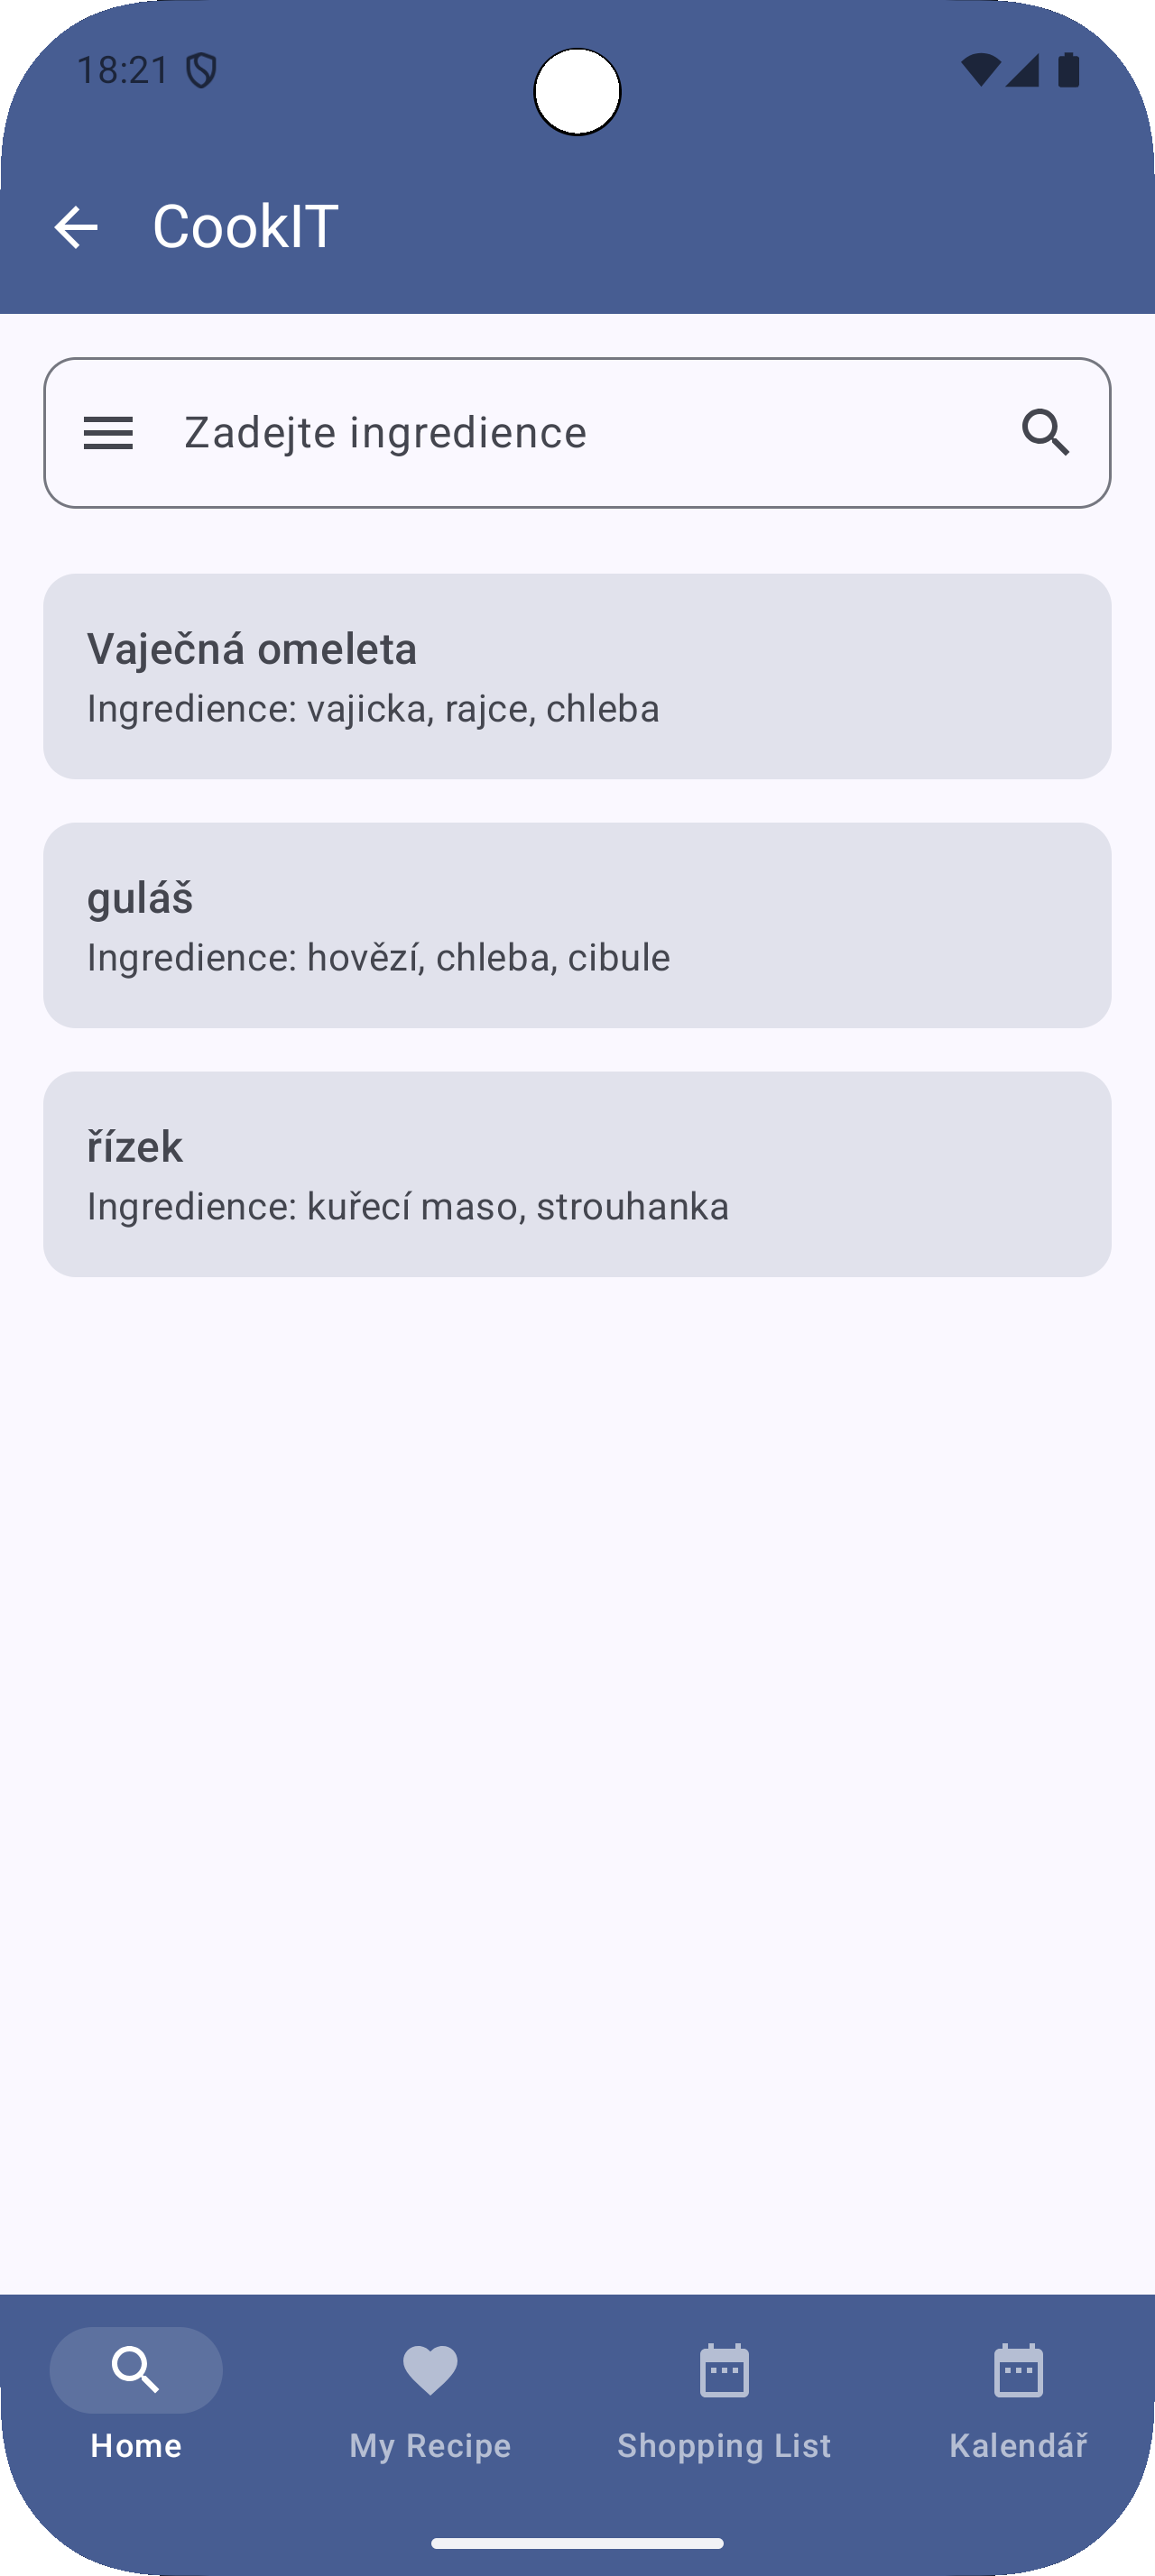 18:21
CookIT
Zadejte ingredience
Vaječná omeleta
Ingredience: vajicka, rajce, chleba
guláš
Ingredience: hovězí, chleba, cibule
řízek
Ingredience: kuřecí maso, strouhanka
Home
My Recipe
Shopping List
Kalendář